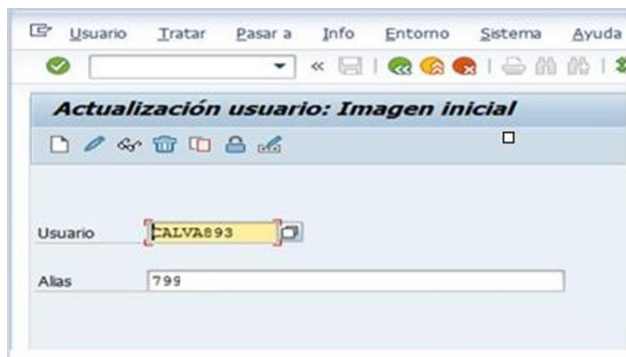 Usuario Tratar Pasar a Info Entorno Sistema Ayuda
Actualización usuario: Imagen inicial
Usuario CALVA893
Alias 799